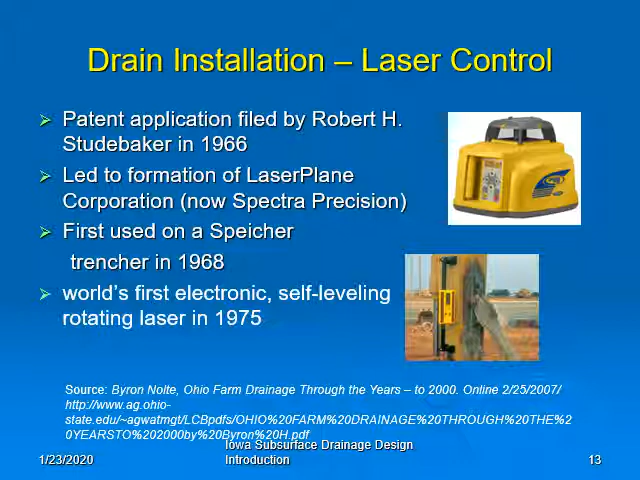 Drain Installation – Laser Control
Patent application filed by Robert H.
Studebaker in 1966
Led to formation of LaserPlane
Corporation (now Spectra Precision)
First used on a Speicher
trencher in 1968
world's first electronic, self-leveling
rotating laser in 1975
Source: Byron Nolte, Ohio Farm Drainage Through the Years – to 2000. Online 2/25/2007/
http://www.ag.ohio-
state.edu/~agwatmgt/LCBpdfs/OHIO%20FARM%20DRAINAGE%20THROUGH%20THE%2
0YEARSTO%202000by%20Byron%20H.pdf
Iowa Subsurface Drainage Design
1/23/2020 Introduction 13